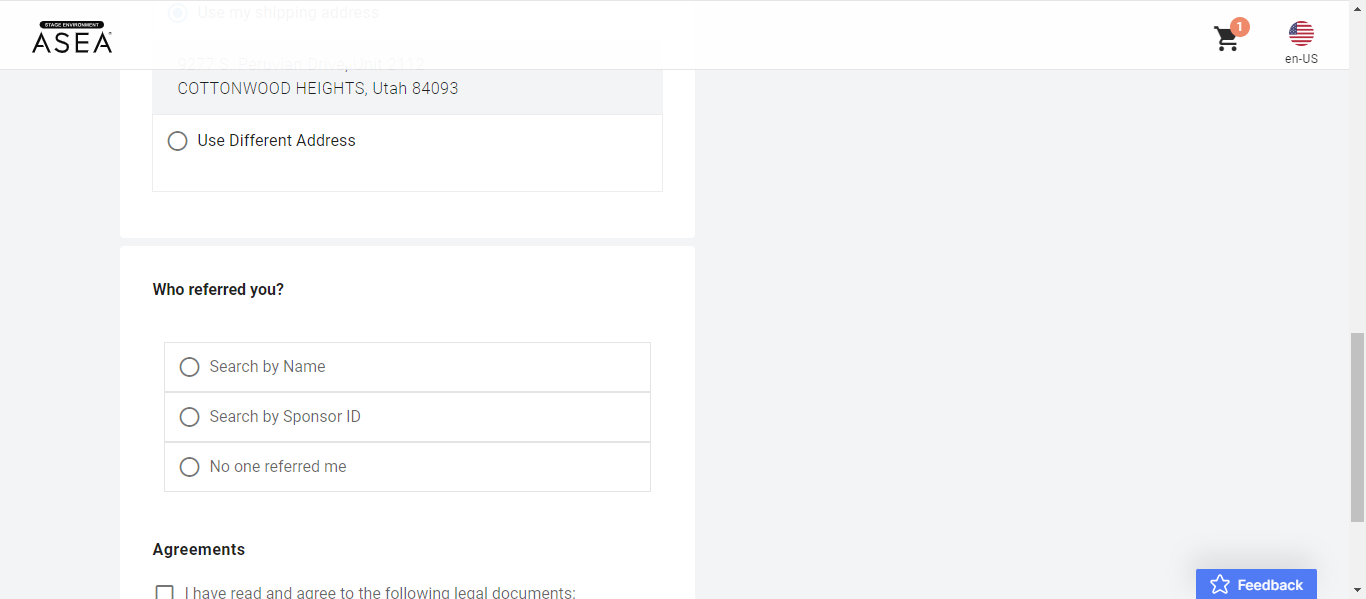 Use my shipping address
STAGE ENVIRONMENT
ASEA
1
en-US
9277 S. Peruvian Drive, Unit 2112
COTTONWOOD HEIGHTS, Utah 84093
Use Different Address
Who referred you?
Search by Name
Search by Sponsor ID
No one referred me
Agreements
I have read and agree to the following legal documents:
Feedback